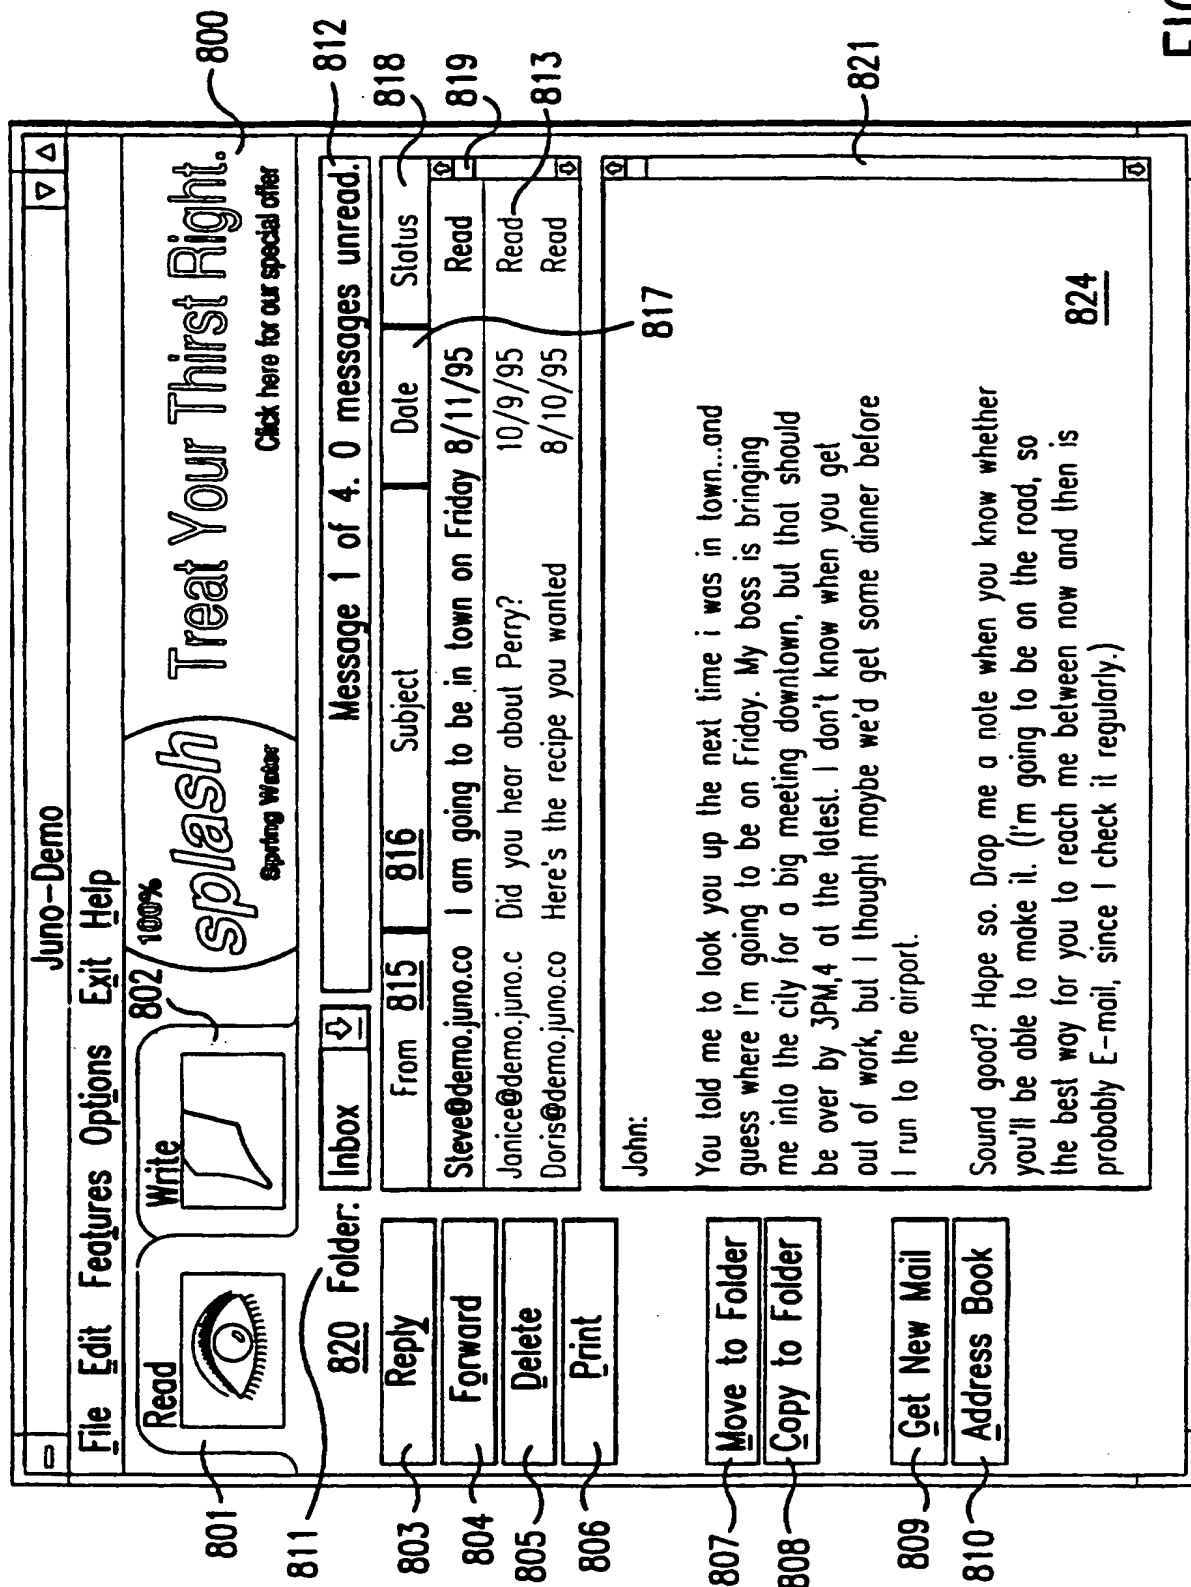 Juno-Demo
File Edit Features Options Exit Help
Read
Write
802
100%
splash
Spring Water
Treat Your Thirst Right.
Click here for our special offer
800
801
811
820 Folder: Inbox
Message 1 of 4. 0 messages unread.
812
From 815 816 Subject Date Status
818
Steve@demo.juno.co I am going to be in town on Friday 8/11/95 Read
819
Janice@demo.juno.c Did you hear about Perry? 10/9/95 Read
813
Doris@demo.juno.co Here's the recipe you wanted 8/10/95 Read
803 Reply
804 Forward
805 Delete
806 Print
807 Move to Folder
808 Copy to Folder
809 Get New Mail
810 Address Book
817
821
John:
You told me to look you up the next time i was in town...and
guess where I'm going to be on Friday. My boss is bringing
me into the city for a big meeting downtown, but that should
be over by 3PM,4 at the latest. I don't know when you get
out of work, but I thought maybe we'd get some dinner before
I run to the airport.
Sound good? Hope so. Drop me a note when you know whether
you'll be able to make it. (I'm going to be on the road, so
the best way for you to reach me between now and then is
probably E-mail, since I check it regularly.)
824